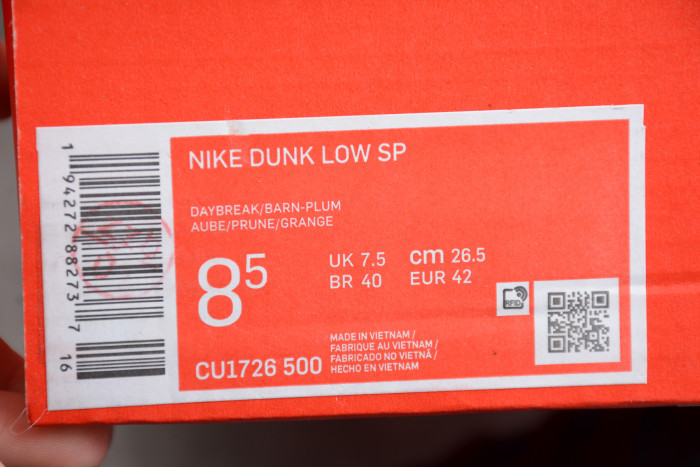 NIKE DUNK LOW SP
DAYBREAK/BARN-PLUM
AUBE/PRUNE/GRANGE
8 5
UK 7.5 cm 26.5
BR 40 EUR 42
RFID
MADE IN VIETNAM/
FABRIQUE AU VIETNAM/
FABRICADO NO VIETNÃ/
HECHO EN VIETNAM
CU1726 500
1 94272 88273 7 16